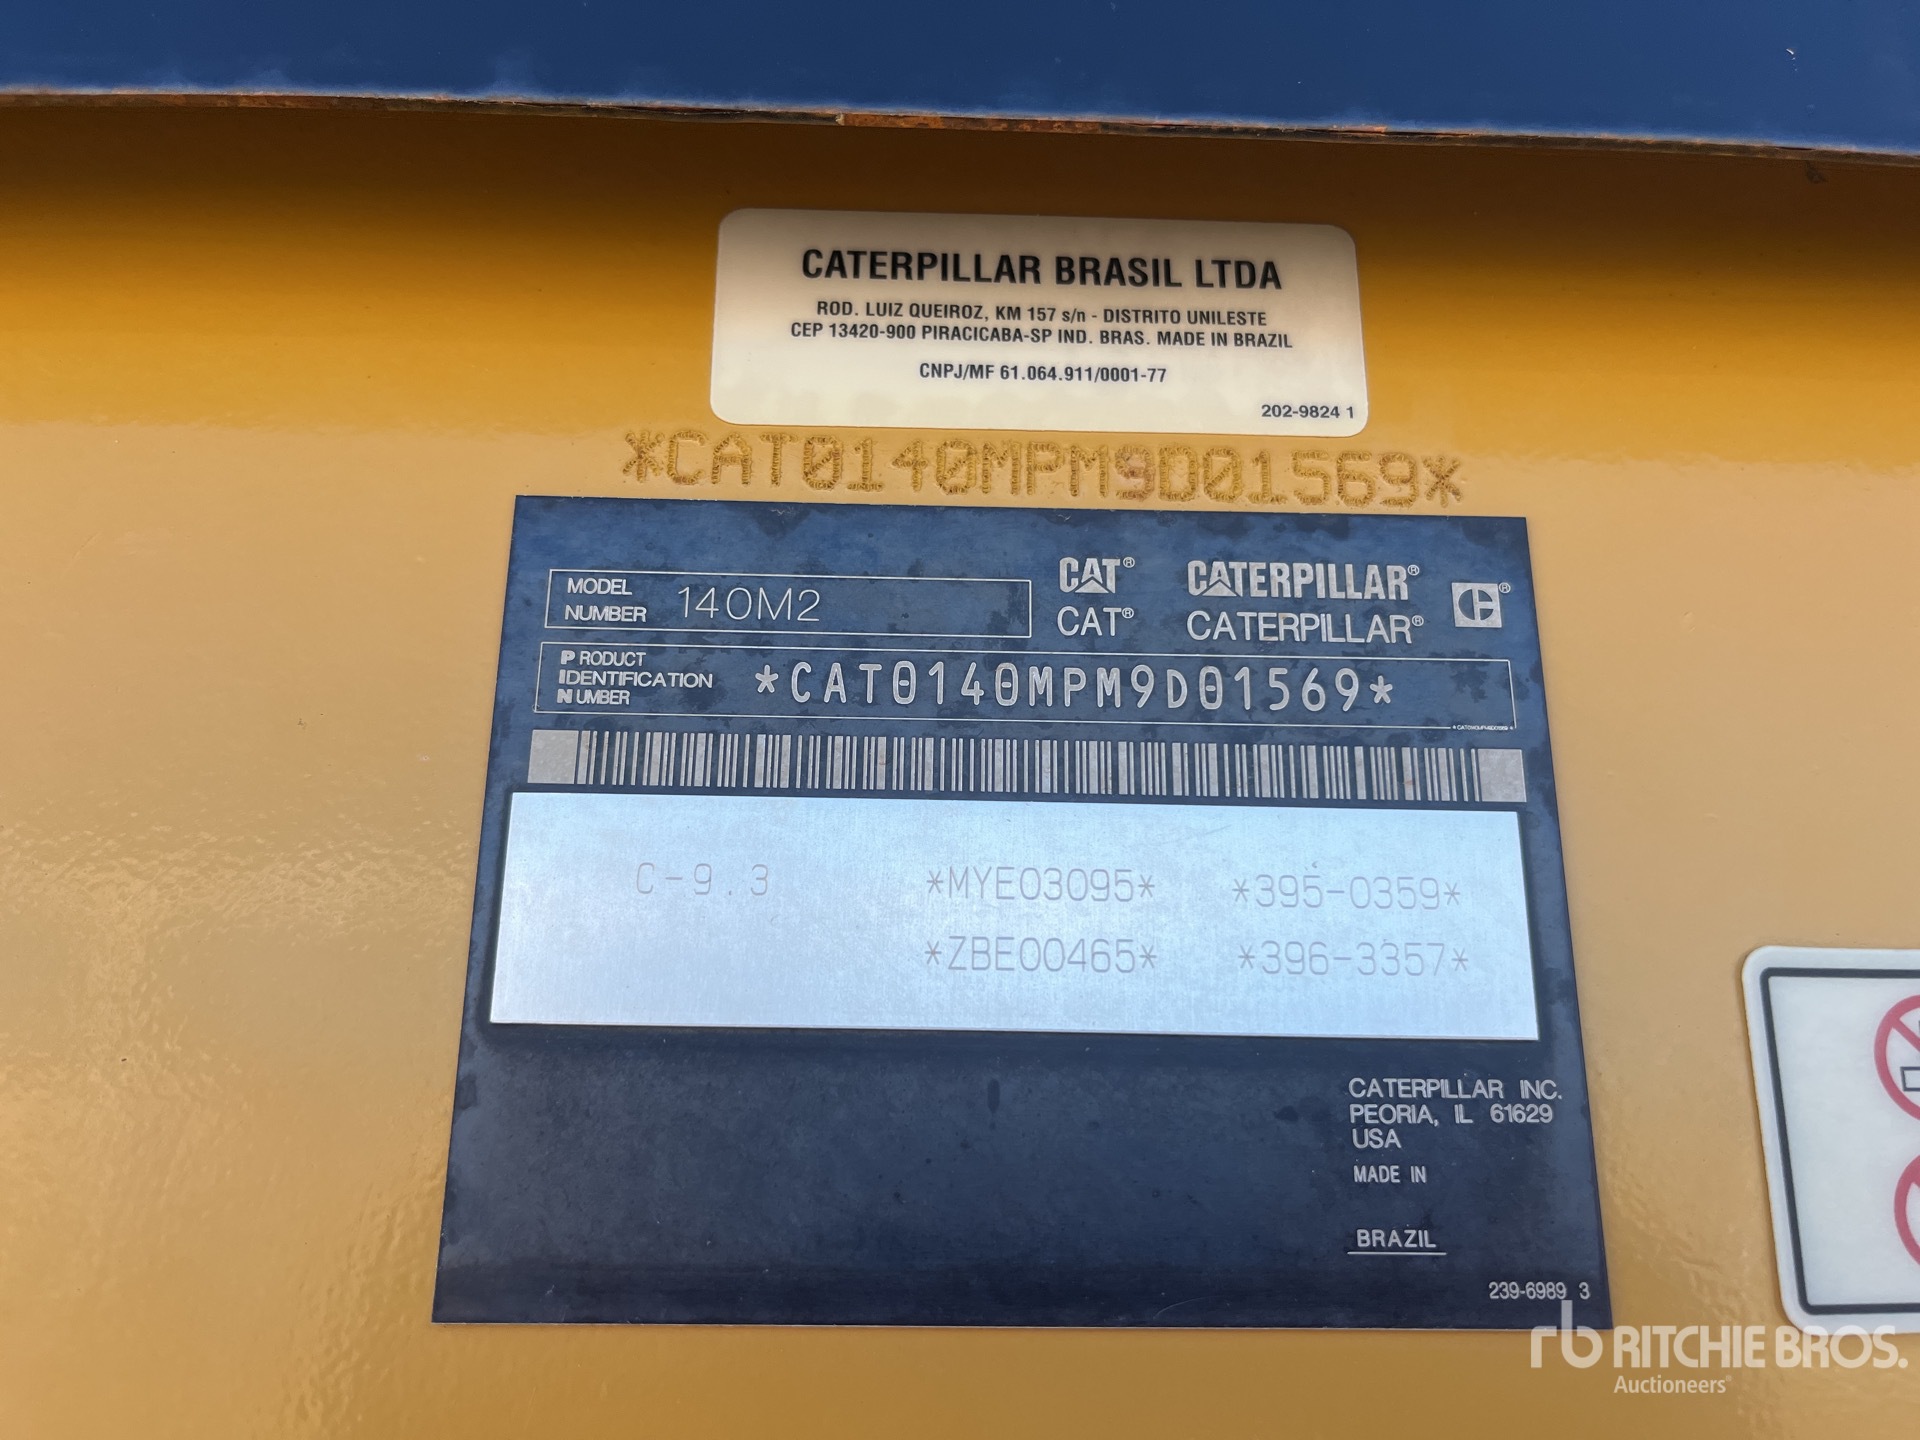 CATERPILLAR BRASIL LTDA
ROD. LUIZ QUEIROZ, KM 157 s/n - DISTRITO UNILESTE
CEP 13420-900 PIRACICABA-SP IND. BRAS. MADE IN BRAZIL
CNPJ/MF 61.064.911/0001-77
202-9824 1
*CAT0140MPM9D01569*
MODEL NUMBER 140M2
CAT® CATERPILLAR®
CAT® CATERPILLAR®
PRODUCT IDENTIFICATION NUMBER *CAT0140MPM9D01569*
*CAT0140MPM9D01569*
C-9.3 *MYE03095* *395-0359*
*ZBE00465* *396-3357*
CATERPILLAR INC.
PEORIA, IL 61629
USA
MADE IN
BRAZIL
239-6989 3
rb RITCHIE BROS.
Auctioneers